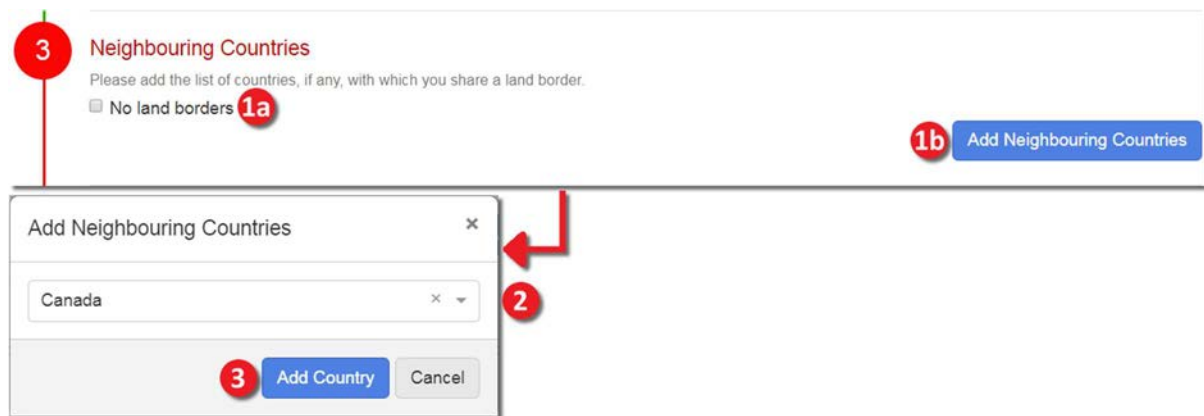 3 Neighbouring Countries
Please add the list of countries, if any, with which you share a land border.
No land borders 1a
1b Add Neighbouring Countries
Add Neighbouring Countries ×
Canada × 2
3 Add Country Cancel